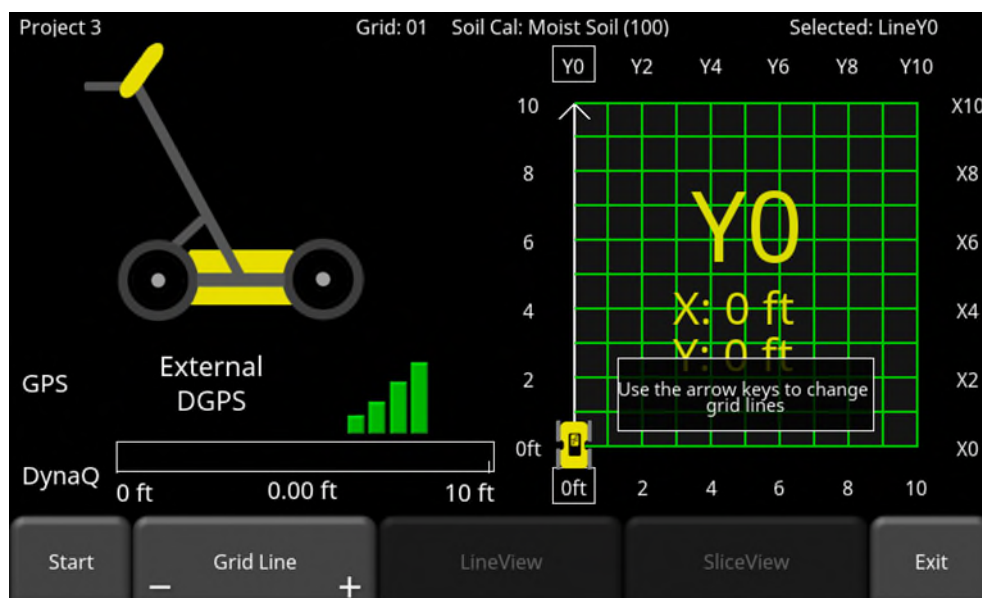 Project 3 Grid: 01 Soil Cal: Moist Soil (100) Selected: LineY0
Y0 Y2 Y4 Y6 Y8 Y10
10 X10
8 X8
Y0
6 X6
X: 0 ft
4 X4
Y: 0 ft
External
DGPS
GPS
2 X2
Use the arrow keys to change
grid lines
0ft X0
DynaQ
0 ft 0.00 ft 10 ft
0ft 2 4 6 8 10
Start Grid Line LineView SliceView Exit
− +